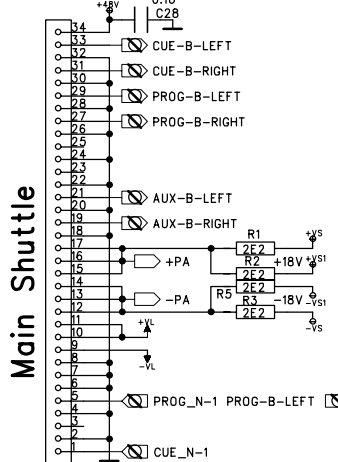 +48V
C28
34
33 CUE-B-LEFT
32
31 CUE-B-RIGHT
30
29 PROG-B-LEFT
28
27 PROG-B-RIGHT
26
25
24
23
22
21 AUX-B-LEFT
20
19 AUX-B-RIGHT
18
17 R1 2E2 +VS
16 +PA R2 2E2 +18V +VS1
15
14 R5 2E2 -18V -VS1
13 -PA
12 R3 2E2 -VS
11 +VL
10
9 -VL
8
7
6
5 PROG_N-1 PROG-B-LEFT
4
3
2
1 CUE_N-1
Main Shuttle